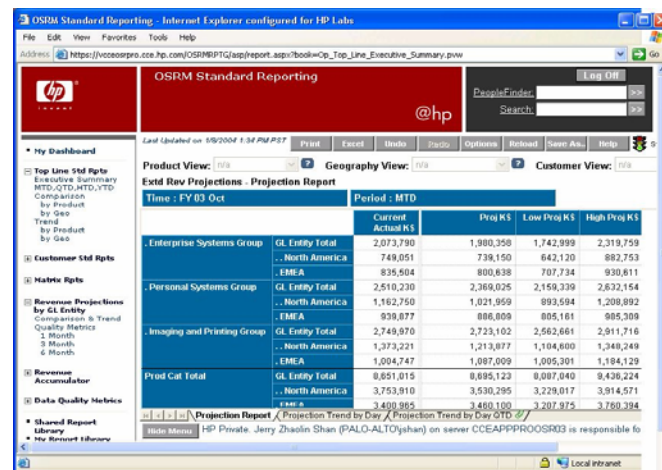 OSRM Standard Reporting - Internet Explorer configured for HP Labs
File Edit View Favorites Tools Help
Address https://vcceosrpro.cce.hp.com/OSRMRPTG/asp/report.aspx?book=Op_Top_Line_Executive_Summary.pvw Go
hp
invent
OSRM Standard Reporting
@hp
Log Off
PeopleFinder: >>
Search: >>
Last Updated on 1/9/2004 1:34 PM PST Print Excel Undo Redo Options Reload Save As.. Help
My Dashboard
Top Line Std Rpts
Executive Summary
MTD,QTD,HTD,YTD
Comparison
by Product
by Geo
Trend
by Product
by Geo
Customer Std Rpts
Matrix Rpts
Revenue Projections
by GL Entity
Comparison & Trend
Quality Metrics
1 Month
3 Month
6 Month
Revenue
Accumulator
Data Quality Metrics
Shared Report
Library
My Report Library
Product View: n/a ? Geography View: n/a ? Customer View: n/a
Extd Rev Projections - Projection Report
Time : FY 03 Oct Period : MTD
Current Actual K$ Proj K$ Low Proj K$ High Proj K$
. Enterprise Systems Group GL Entity Total 2,073,790 1,980,358 1,742,999 2,319,759
. . North America 749,051 739,150 642,120 882,753
. EMEA 835,504 800,638 707,734 930,611
. Personal Systems Group GL Entity Total 2,510,230 2,369,025 2,159,339 2,632,154
. . North America 1,162,750 1,021,959 893,594 1,208,892
. EMEA 939,877 886,809 805,161 985,309
. Imaging and Printing Group GL Entity Total 2,749,970 2,723,102 2,562,661 2,911,716
. . North America 1,373,221 1,213,877 1,104,600 1,348,249
. EMEA 1,004,747 1,087,009 1,005,301 1,184,129
Prod Cat Total GL Entity Total 8,651,015 8,695,123 8,087,040 9,436,224
. . North America 3,753,910 3,530,295 3,229,017 3,914,571
. EMEA 3,400,965 3,460,100 3,207,975 3,760,394
Projection Report Projection Trend by Day Projection Trend by Day QTD
Hide Menu HP Private. Jerry Zhaolin Shan (PALO-ALTO\jshan) on server CCEAPPPROOSR03 is responsible fo
Local intranet